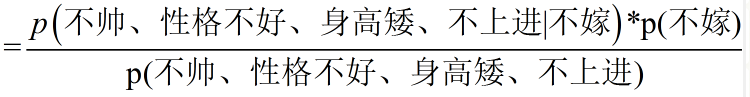 p(不帅、性格不好、身高矮、不上进|不嫁)*p(不嫁)
=
p(不帅、性格不好、身高矮、不上进)